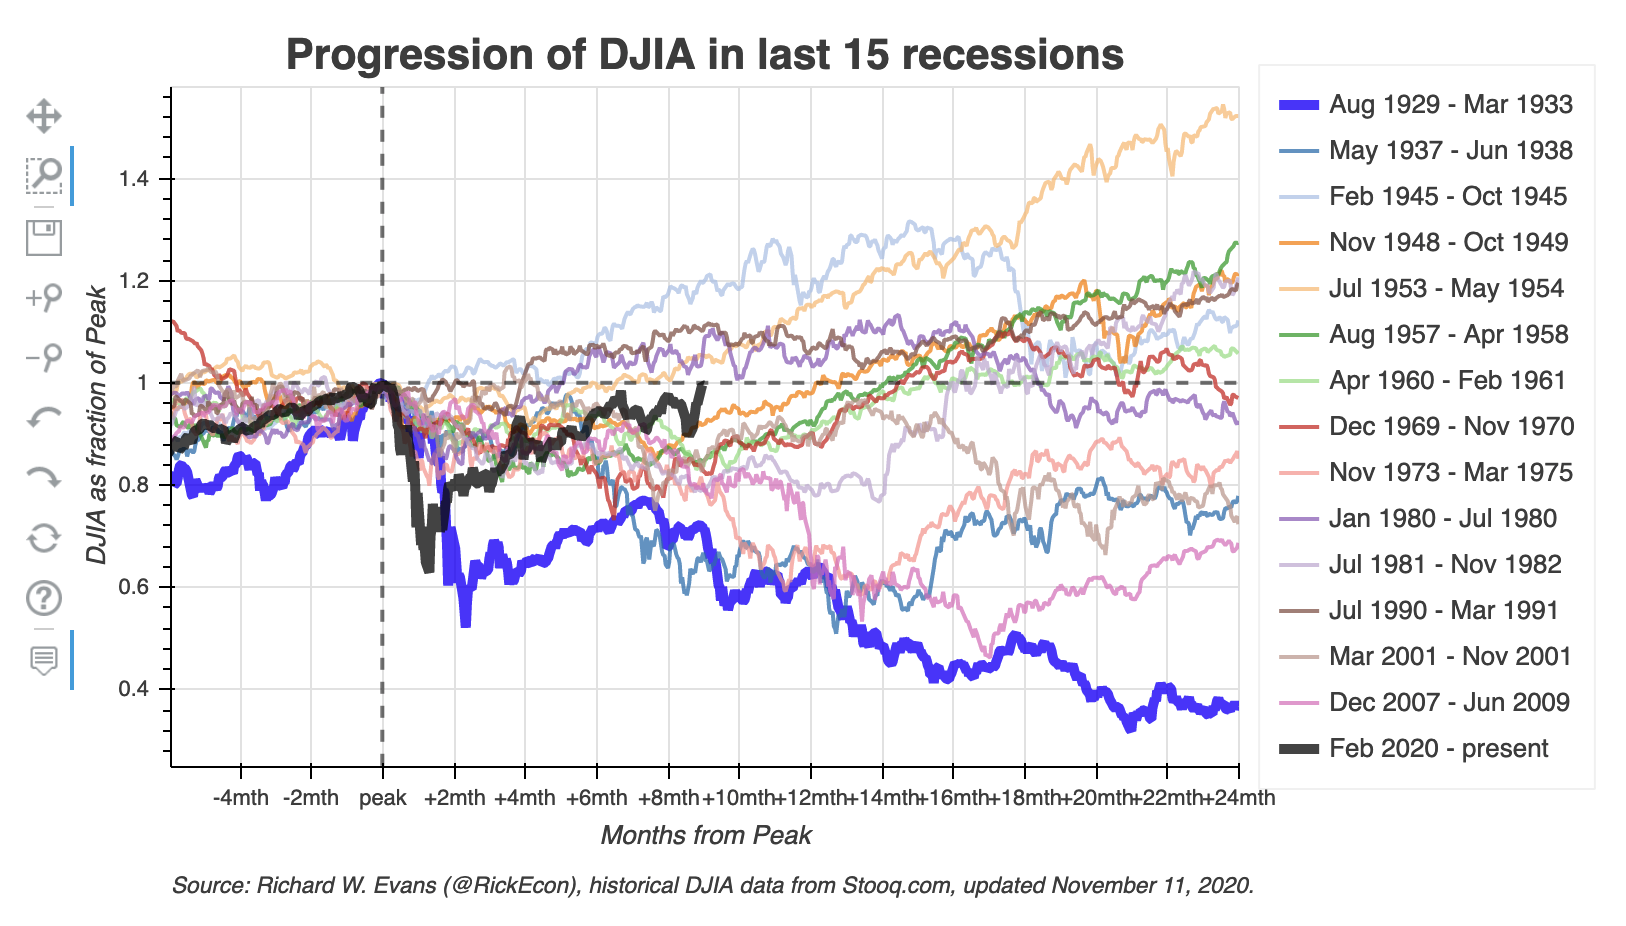 Progression of DJIA in last 15 recessions
DJIA as fraction of Peak
1.4
1.2
1
0.8
0.6
0.4
-4mth -2mth peak +2mth +4mth +6mth +8mth +10mth +12mth +14mth +16mth +18mth +20mth +22mth +24mth
Months from Peak
Aug 1929 - Mar 1933
May 1937 - Jun 1938
Feb 1945 - Oct 1945
Nov 1948 - Oct 1949
Jul 1953 - May 1954
Aug 1957 - Apr 1958
Apr 1960 - Feb 1961
Dec 1969 - Nov 1970
Nov 1973 - Mar 1975
Jan 1980 - Jul 1980
Jul 1981 - Nov 1982
Jul 1990 - Mar 1991
Mar 2001 - Nov 2001
Dec 2007 - Jun 2009
Feb 2020 - present
Source: Richard W. Evans (@RickEcon), historical DJIA data from Stooq.com, updated November 11, 2020.